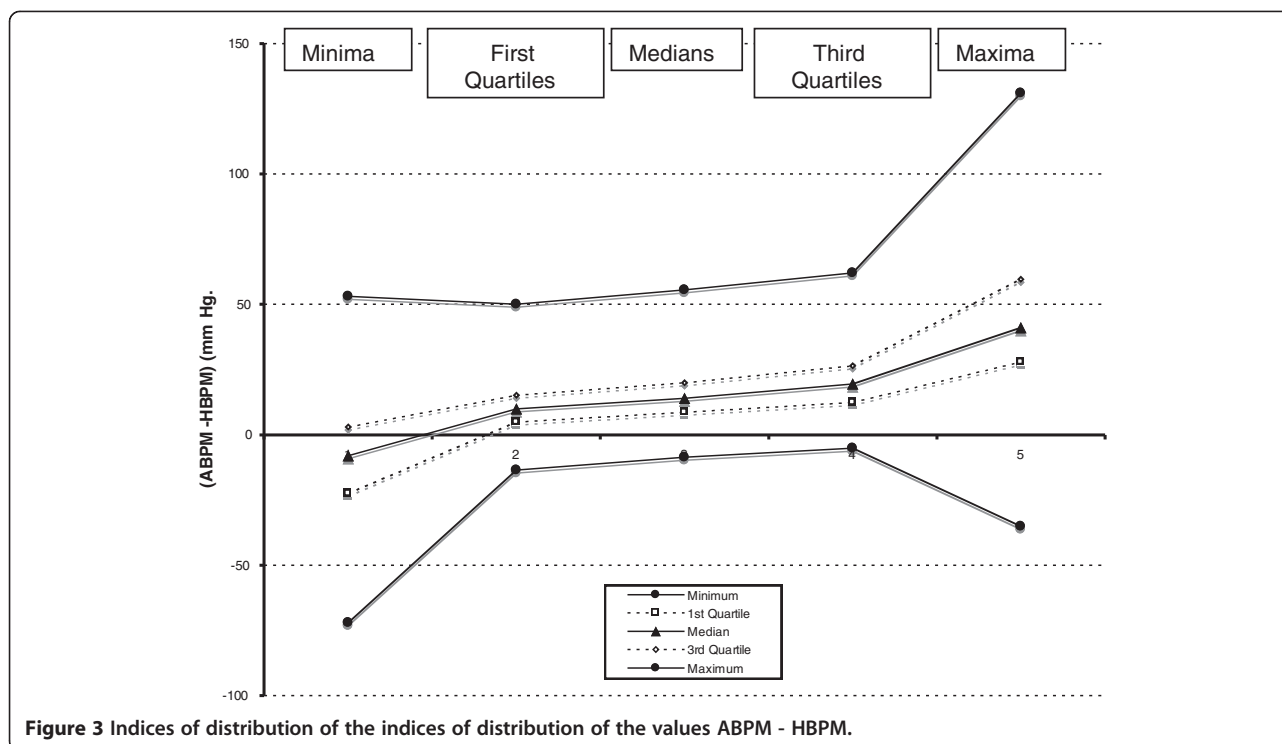 Minima
First
Quartiles
Medians
Third
Quartiles
Maxima
150
100
50
0
-50
-100
(ABPM -HBPM) (mm Hg.
2
4
5
Minimum
1st Quartile
Median
3rd Quartile
Maximum
Figure 3 Indices of distribution of the indices of distribution of the values ABPM - HBPM.